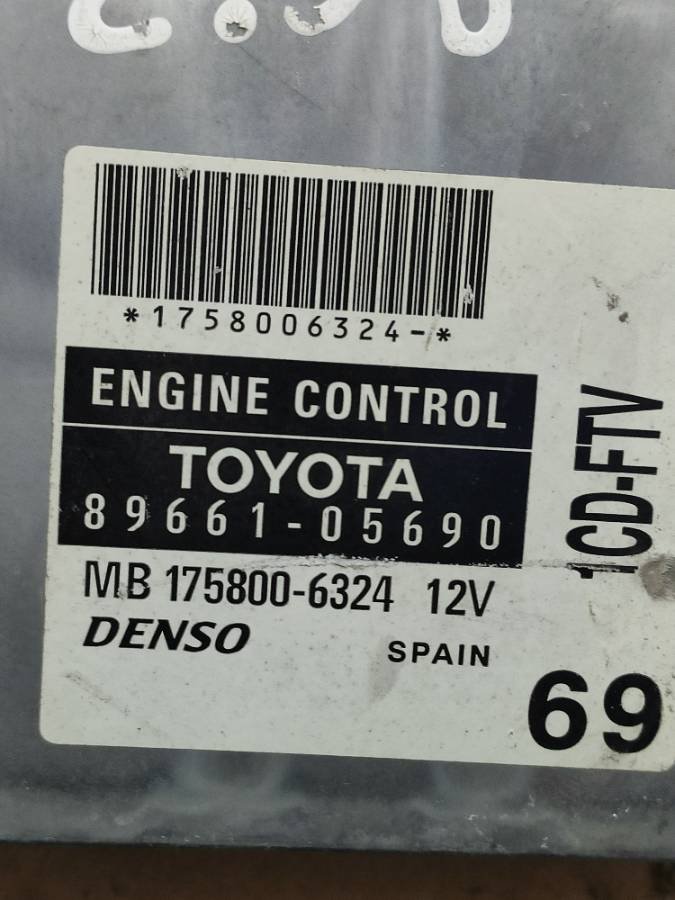 *1758006324-*
ENGINE CONTROL
TOYOTA
89661-05690
1CD-FTV
MB 175800-6324 12V
DENSO SPAIN
69